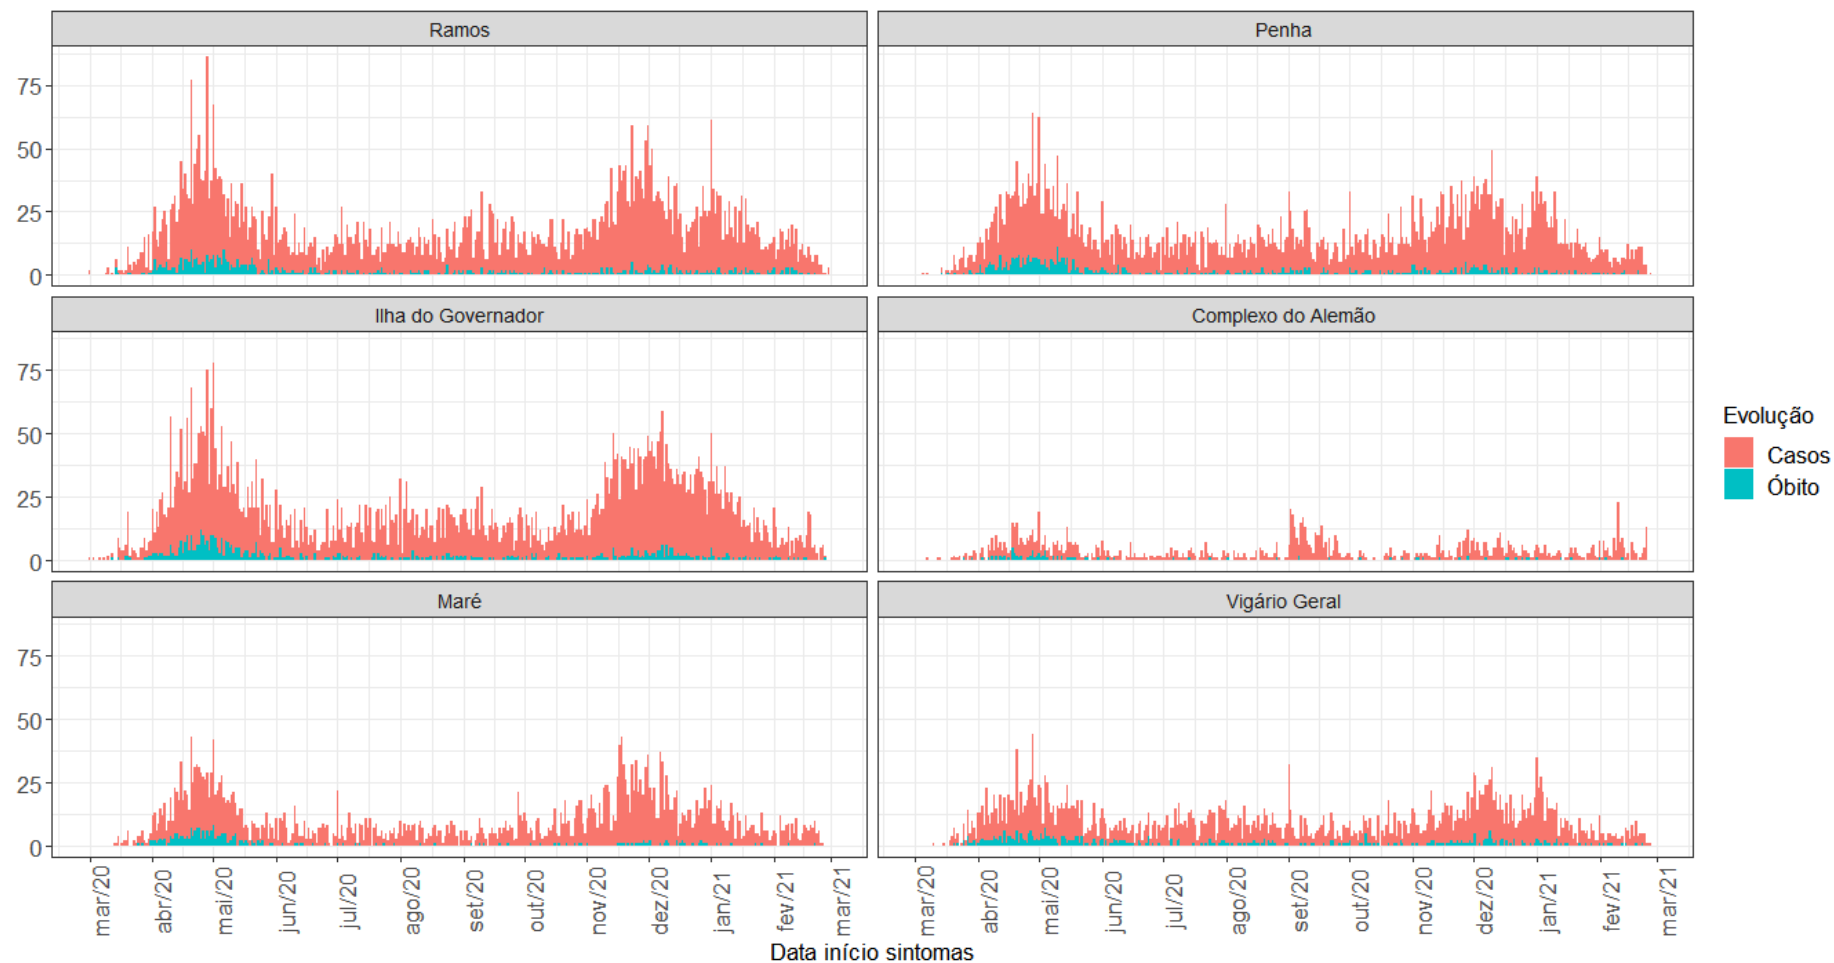 Ramos
Penha
75
50
25
0
Ilha do Governador
Complexo do Alemão
75
50
25
0
Evolução
Casos
Óbito
Maré
Vigário Geral
75
50
25
0
mar/20 abr/20 mai/20 jun/20 jul/20 ago/20 set/20 out/20 nov/20 dez/20 jan/21 fev/21 mar/21
mar/20 abr/20 mai/20 jun/20 jul/20 ago/20 set/20 out/20 nov/20 dez/20 jan/21 fev/21 mar/21
Data início sintomas